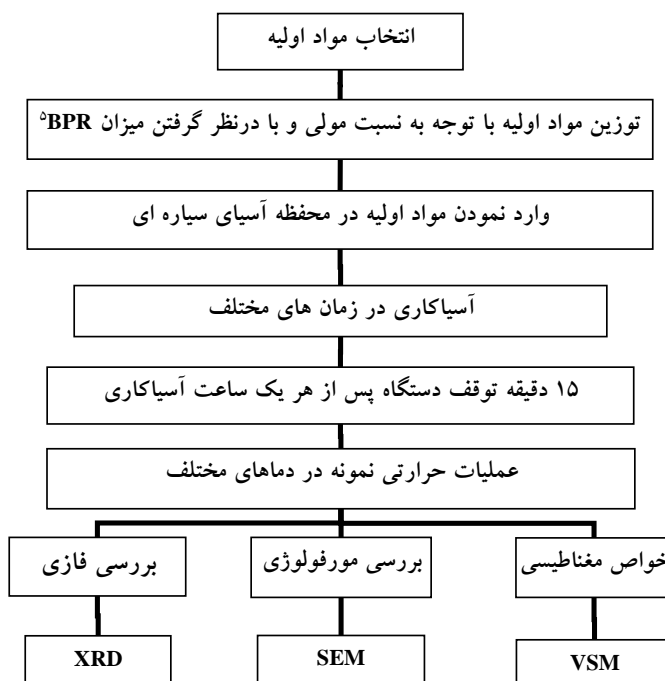 انتخاب مواد اولیه
توزین مواد اولیه با توجه به نسبت مولی و با درنظر گرفتن میزان BPR⁵
وارد نمودن مواد اولیه در محفظه آسیای سیاره ای
آسیاکاری در زمان های مختلف
۱۵ دقیقه توقف دستگاه پس از هر یک ساعت آسیاکاری
عملیات حرارتی نمونه در دماهای مختلف
خواص مغناطیسی
بررسی مورفولوژی
بررسی فازی
VSM
SEM
XRD